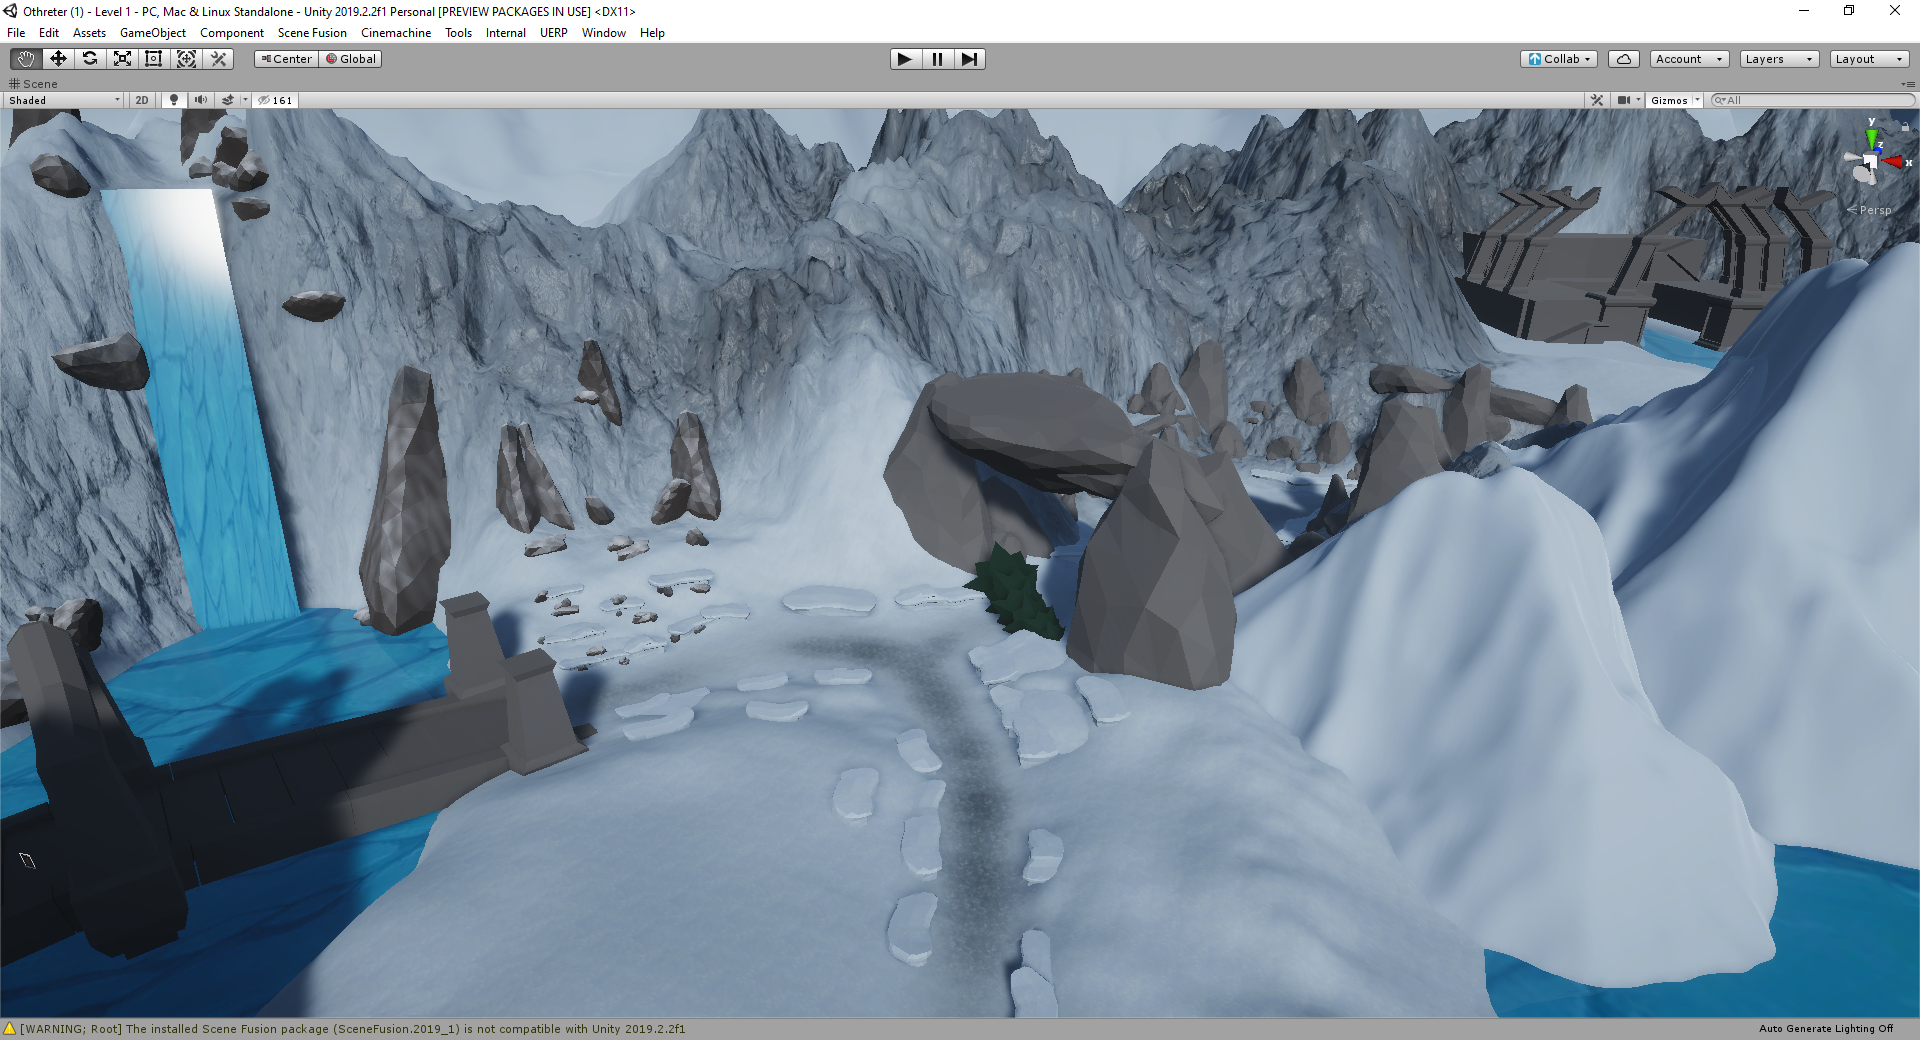 Othreter (1) - Level 1 - PC, Mac & Linux Standalone - Unity 2019.2.2f1 Personal [PREVIEW PACKAGES IN USE] <DX11>
File Edit Assets GameObject Component Scene Fusion Cinemachine Tools Internal UERP Window Help
Center Global Collab Account Layers Layout
Scene
Shaded 2D 161 Gizmos All
y
z
x
Persp
[WARNING; Root] The installed Scene Fusion package (SceneFusion.2019_1) is not compatible with Unity 2019.2.2f1
Auto Generate Lighting Off